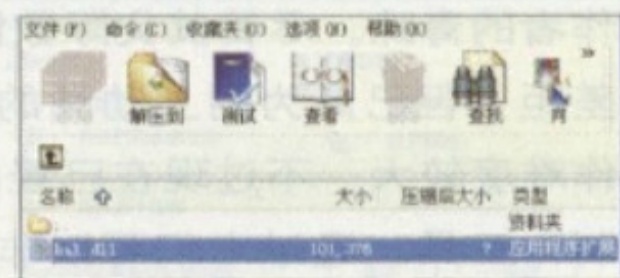 文件(F) 命令(C) 收藏夹(O) 选项(N) 帮助(X)
解压到 测试 查看 查找 »
名称 大小 压缩后大小 类型
资料夹
hs3.dll 101,376 ? 应用程序扩展